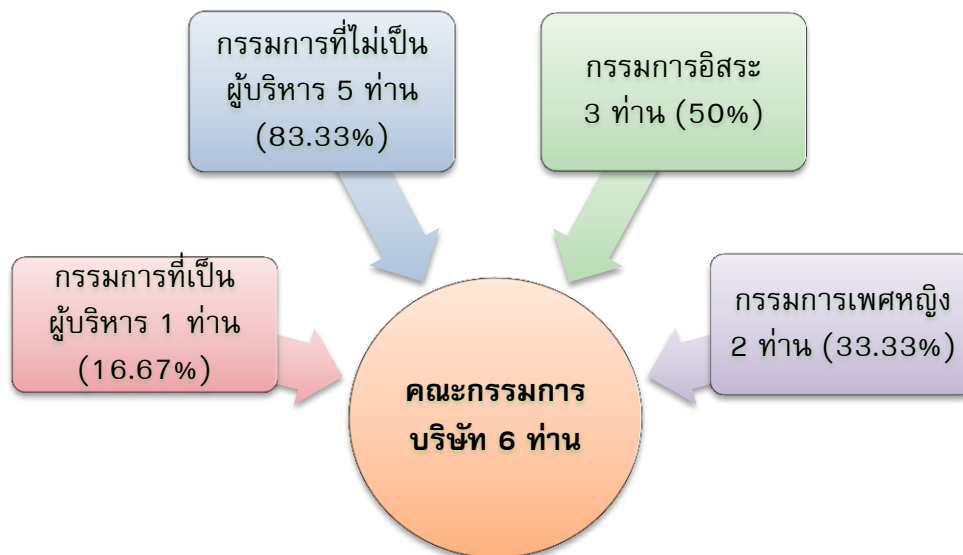 กรรมการที่ไม่เป็น
ผู้บริหาร 5 ท่าน
(83.33%)
กรรมการอิสระ
3 ท่าน (50%)
กรรมการที่เป็น
ผู้บริหาร 1 ท่าน
(16.67%)
กรรมการเพศหญิง
2 ท่าน (33.33%)
คณะกรรมการ
บริษัท 6 ท่าน